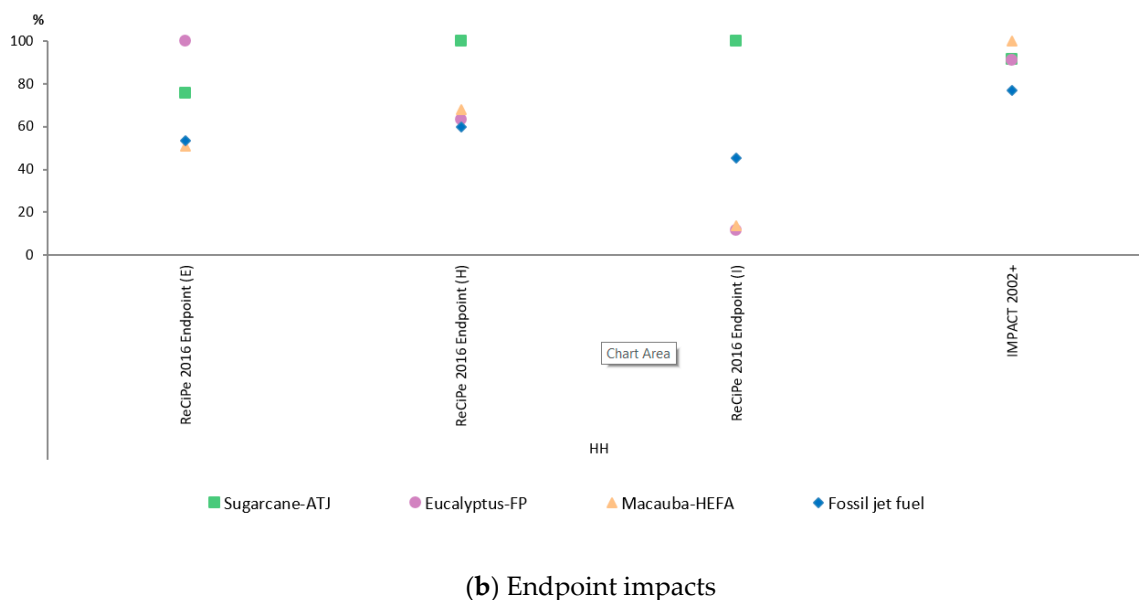 %
100
80
60
40
20
0
ReCiPe 2016 Endpoint (E)
ReCiPe 2016 Endpoint (H)
ReCiPe 2016 Endpoint (I)
IMPACT 2002+
Chart Area
HH
Sugarcane-ATJ Eucalyptus-FP Macauba-HEFA Fossil jet fuel
(b) Endpoint impacts